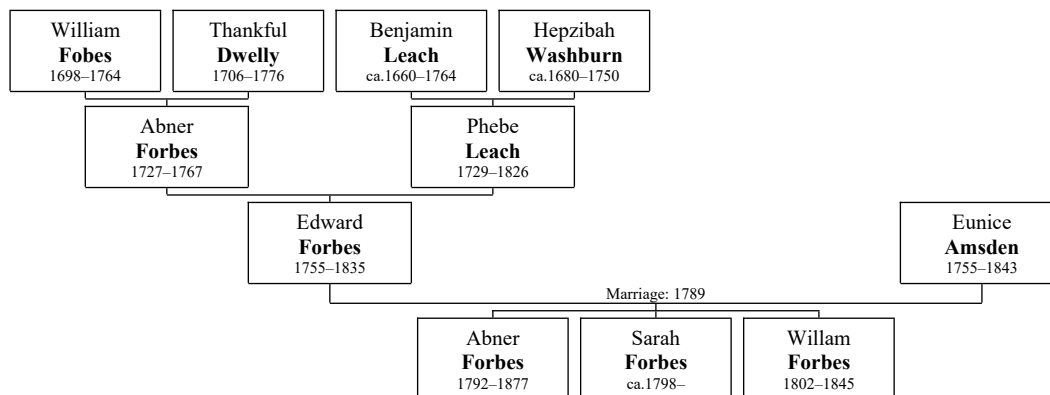 William
Fobes
1698–1764
Thankful
Dwelly
1706–1776
Benjamin
Leach
ca.1660–1764
Hepzibah
Washburn
ca.1680–1750
Abner
Forbes
1727–1767
Phebe
Leach
1729–1826
Edward
Forbes
1755–1835
Eunice
Amsden
1755–1843
Marriage: 1789
Abner
Forbes
1792–1877
Sarah
Forbes
ca.1798–
Willam
Forbes
1802–1845